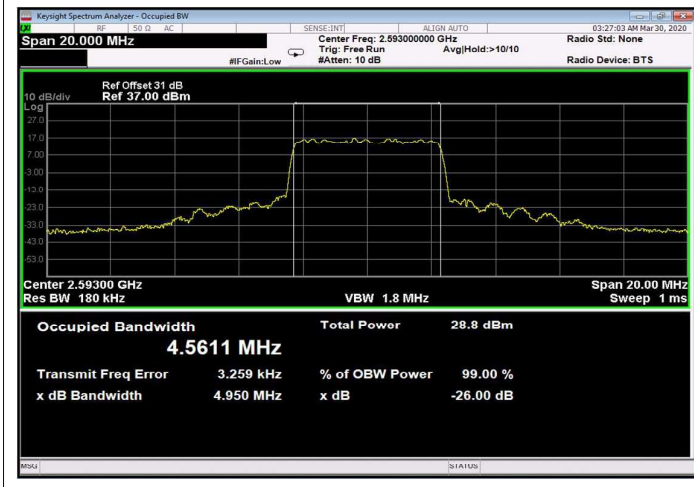 Keysight Spectrum Analyzer - Occupied BW
RF 50 Ω AC SENSE:INT ALIGN AUTO 03:27:03 AM Mar 30, 2020
Span 20.000 MHz Center Freq: 2.593000000 GHz Radio Std: None
Trig: Free Run Avg|Hold:>10/10
#IFGain:Low #Atten: 10 dB Radio Device: BTS
Ref Offset 31 dB
10 dB/div Ref 37.00 dBm
Log
27.0
17.0
7.00
-3.00
-13.0
-23.0
-33.0
-43.0
-53.0
Center 2.59300 GHz Span 20.00 MHz
Res BW 180 kHz VBW 1.8 MHz Sweep 1 ms
Occupied Bandwidth Total Power 28.8 dBm
4.5611 MHz
Transmit Freq Error 3.259 kHz % of OBW Power 99.00 %
x dB Bandwidth 4.950 MHz x dB -26.00 dB
MSG STATUS